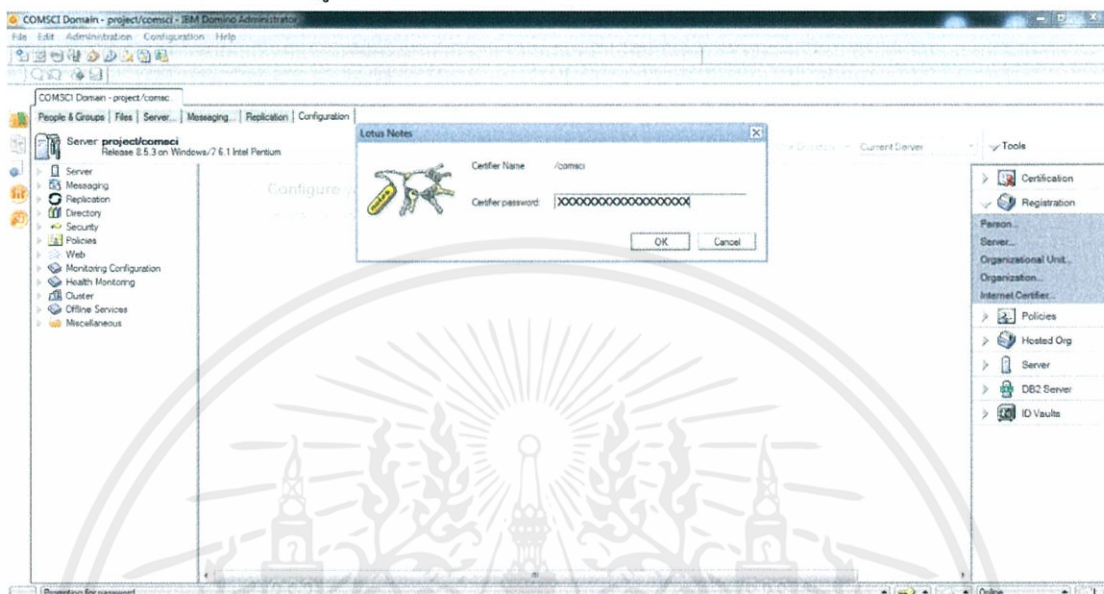 COMSCI Domain - project/comsci - IBM Domino Administrator
File Edit Administration Configuration Help
COMSCI Domain - project/comsc
People & Groups Files Server... Messaging... Replication Configuration
Server: project/comsci
Release 8.5.3 on Windows/7 6.1 Intel Pentium
Current Server
Tools
Configure
Server
Messaging
Replication
Directory
Security
Policies
Web
Monitoring Configuration
Health Monitoring
Cluster
Offline Services
Miscellaneous
Lotus Notes
Certifier Name /comsci
Certifier password: XXXXXXXXXXXXXXXXXXX
OK Cancel
notes
Certification
Registration
Person...
Server...
Organizational Unit...
Organization...
Internet Certifier...
Policies
Hosted Org
Server
DB2 Server
ID Vaults
Prompting for password
Online